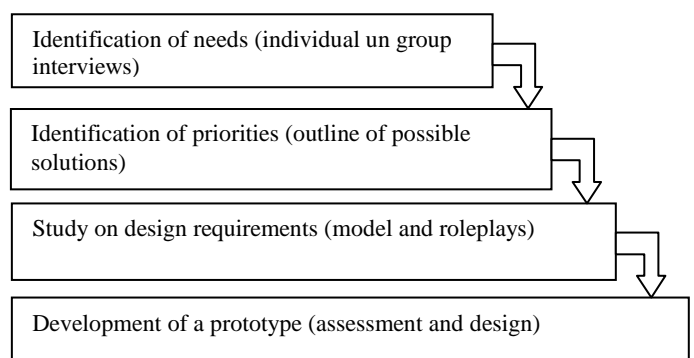 Identification of needs (individual un group
interviews)
Identification of priorities (outline of possible
solutions)
Study on design requirements (model and roleplays)
Development of a prototype (assessment and design)